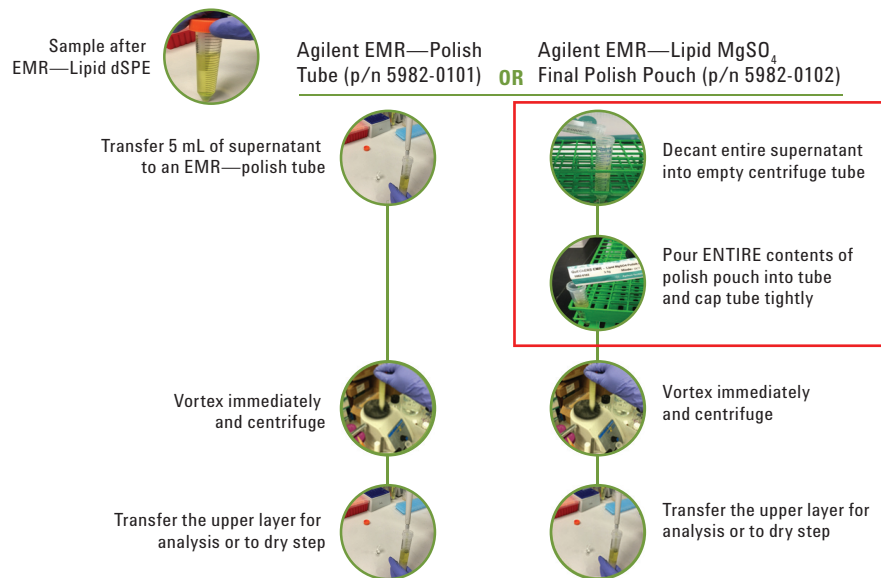 Sample after
EMR—Lipid dSPE
Agilent EMR—Polish
Tube (p/n 5982-0101)
OR
Agilent EMR—Lipid MgSO₄
Final Polish Pouch (p/n 5982-0102)
Transfer 5 mL of supernatant
to an EMR—polish tube
Decant entire supernatant
into empty centrifuge tube
Pour ENTIRE contents of
polish pouch into tube
and cap tube tightly
Vortex immediately
and centrifuge
Vortex immediately
and centrifuge
Transfer the upper layer for
analysis or to dry step
Transfer the upper layer for
analysis or to dry step